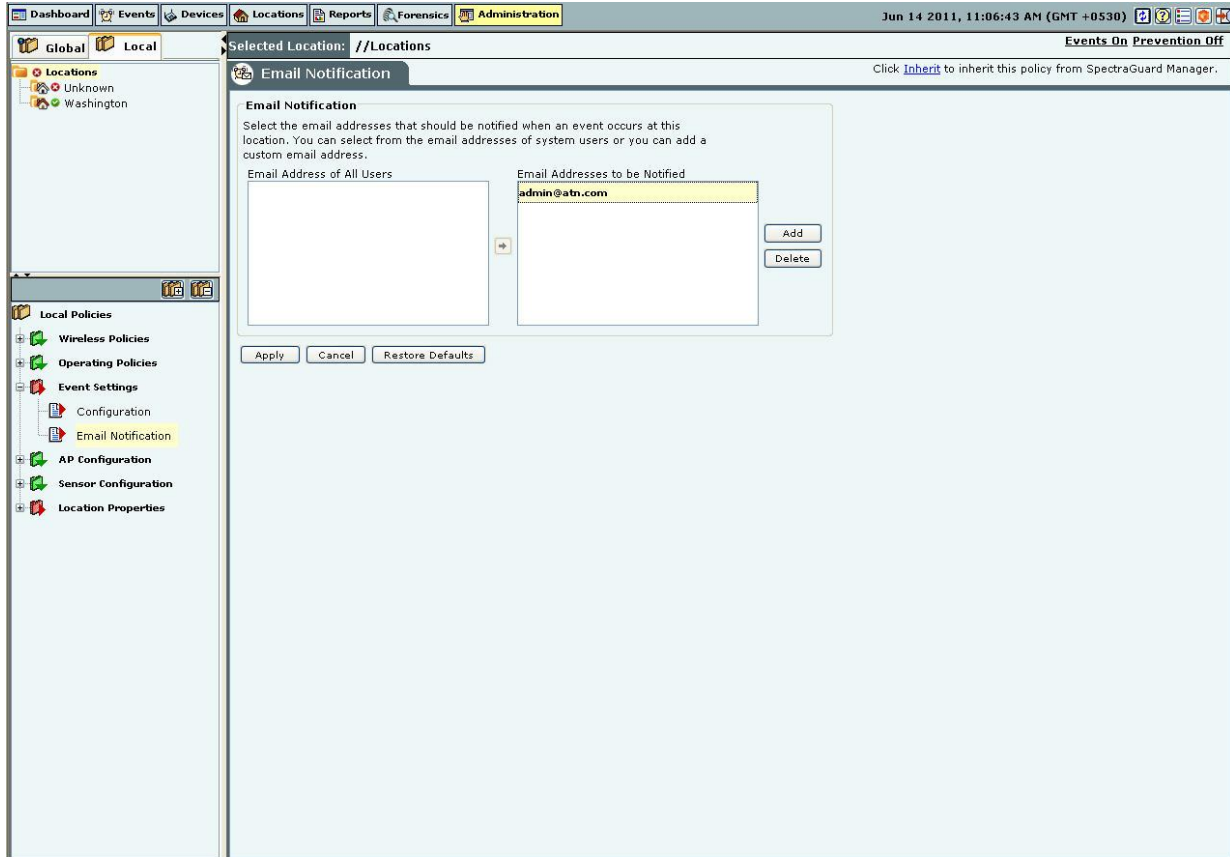 Dashboard Events Devices Locations Reports Forensics Administration
Jun 14 2011, 11:06:43 AM (GMT +0530)
Global Local
Selected Location: //Locations
Events On Prevention Off
Locations
Unknown
Washington
Email Notification
Click Inherit to inherit this policy from SpectraGuard Manager.
Email Notification
Select the email addresses that should be notified when an event occurs at this
location. You can select from the email addresses of system users or you can add a
custom email address.
Email Address of All Users
Email Addresses to be Notified
admin@atn.com
Add
Delete
Apply Cancel Restore Defaults
Local Policies
Wireless Policies
Operating Policies
Event Settings
Configuration
Email Notification
AP Configuration
Sensor Configuration
Location Properties